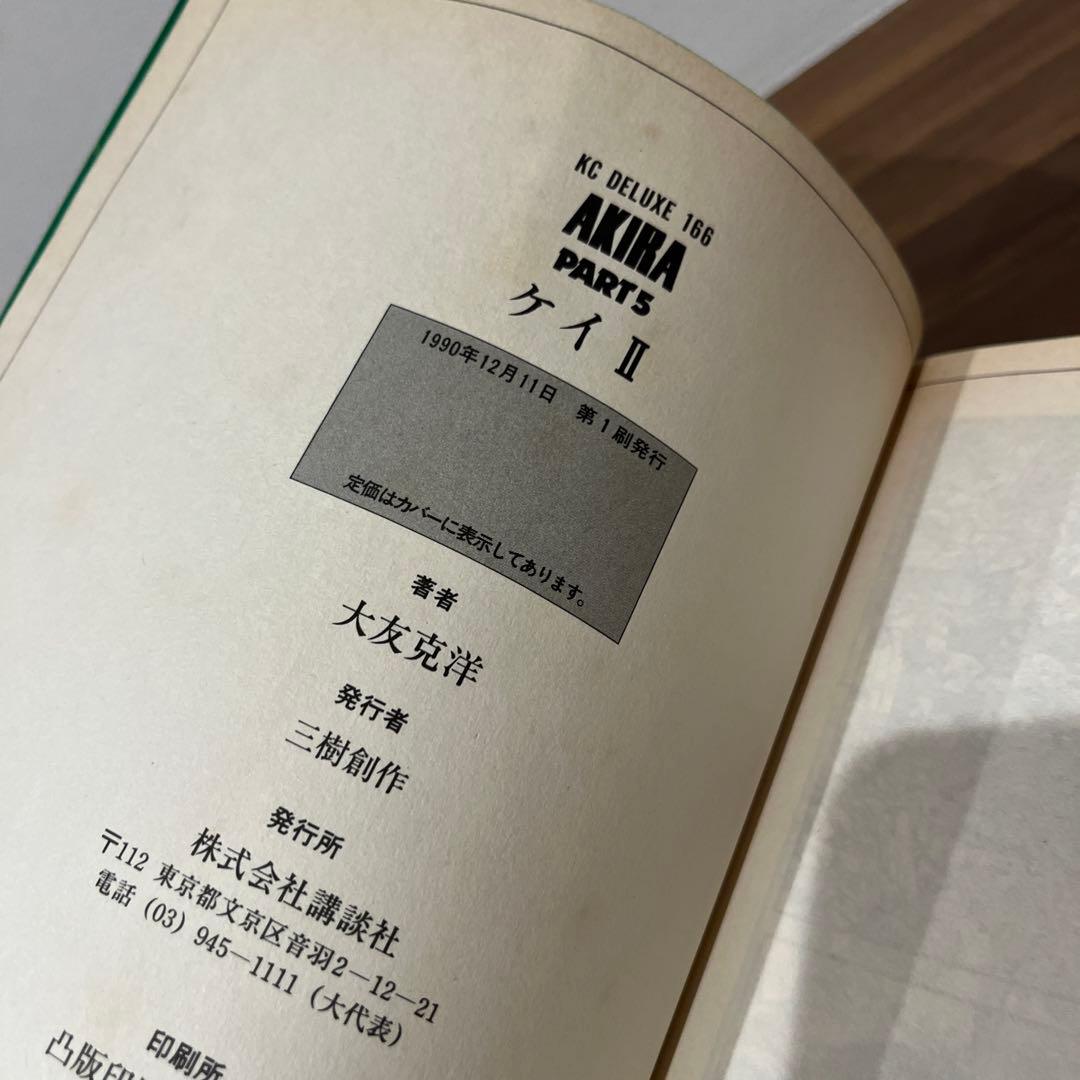 KC DELUXE 166
AKIRA
PART5
ケイ II
1990年12月11日 第1刷発行
定価はカバーに表示してあります。
著者
大友克洋
発行者
三樹創作
発行所
株式会社講談社
〒112 東京都文京区音羽2-12-21
電話 (03) 945-1111 (大代表)
印刷所
凸版印